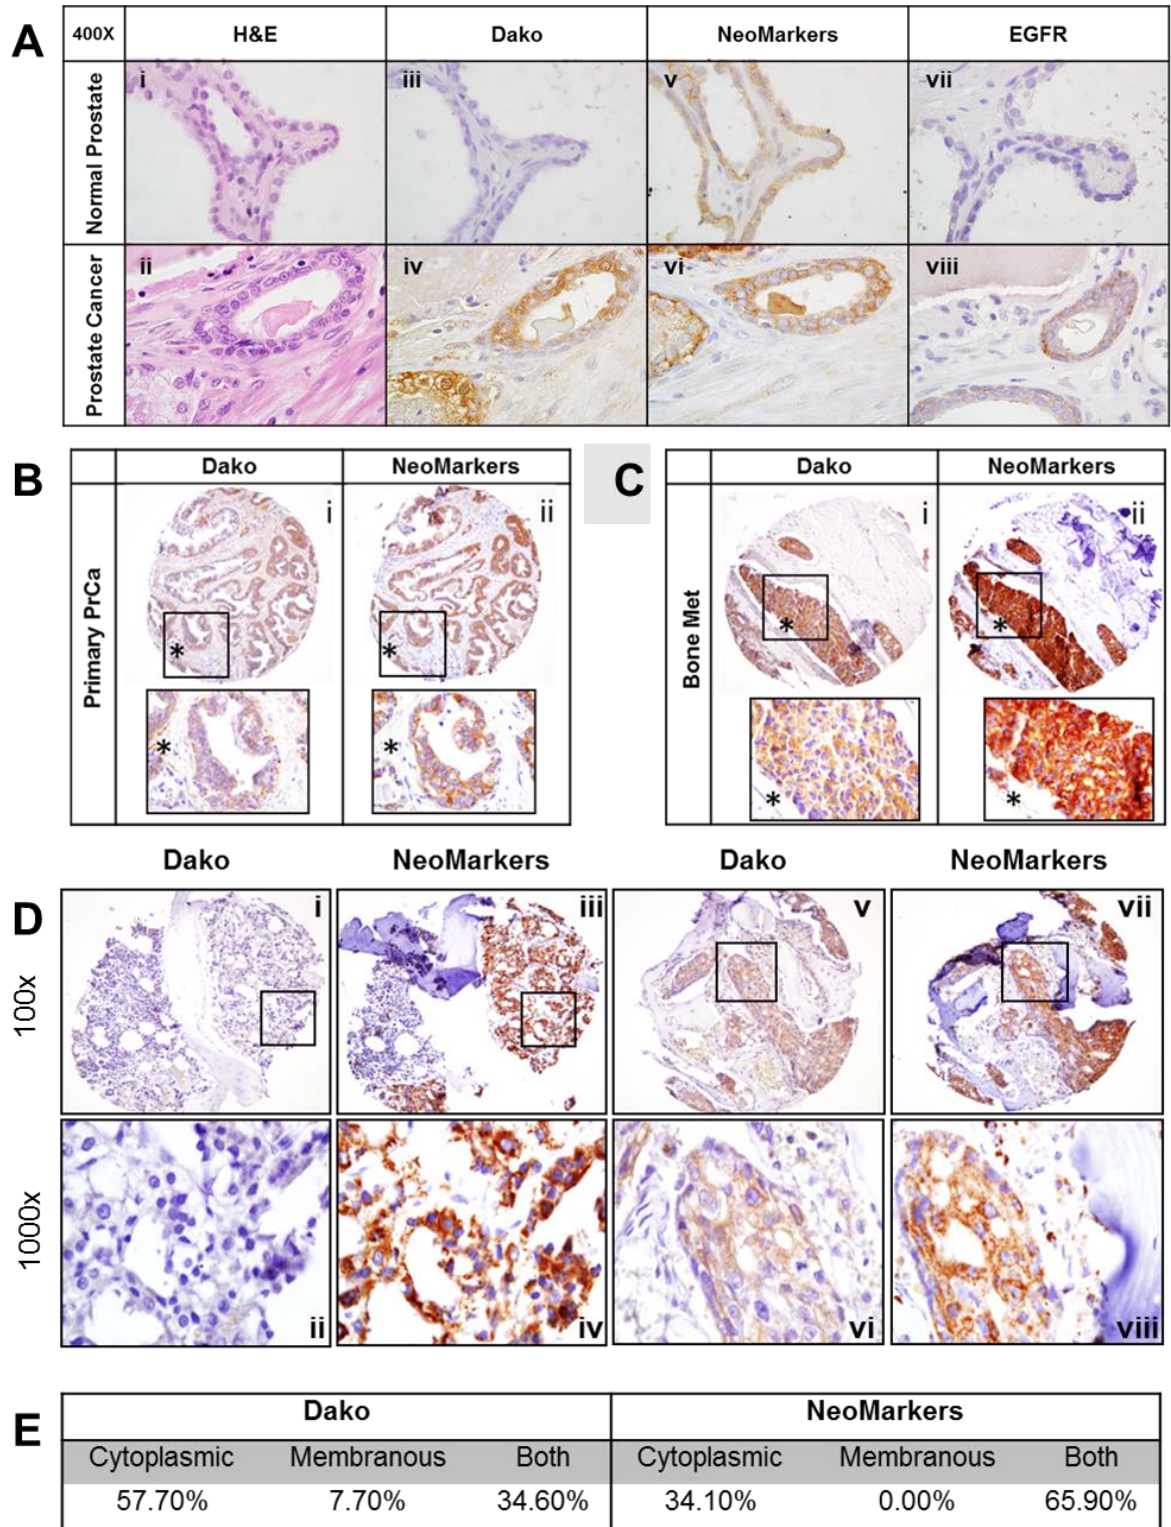 A
400X H&E Dako NeoMarkers EGFR
Normal Prostate
i iii v vii
Prostate Cancer
ii iv vi viii
B
Dako NeoMarkers
Primary PrCa
i ii
*
*
*
*
C
Dako NeoMarkers
Bone Met
i ii
*
*
*
*
Dako NeoMarkers Dako NeoMarkers
D
100x
i iii v vii
1000x
ii iv vi viii
E
Dako NeoMarkers
Cytoplasmic Membranous Both Cytoplasmic Membranous Both
57.70% 7.70% 34.60% 34.10% 0.00% 65.90%